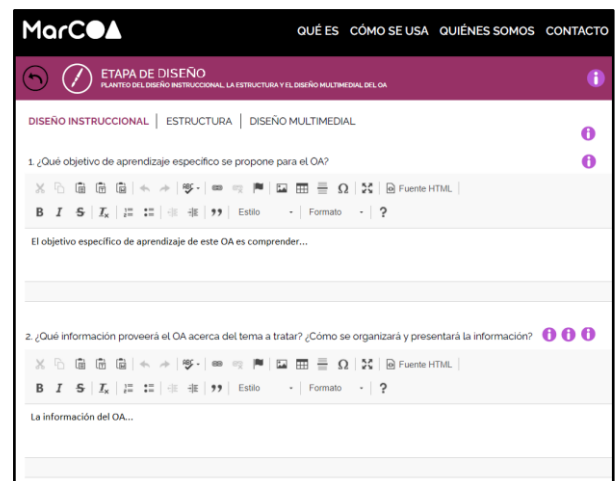 MarCOA
QUÉ ES CÓMO SE USA QUIÉNES SOMOS CONTACTO
ETAPA DE DISEÑO
PLANTEO DEL DISEÑO INSTRUCCIONAL, LA ESTRUCTURA Y EL DISEÑO MULTIMEDIAL DEL OA
DISEÑO INSTRUCCIONAL | ESTRUCTURA | DISEÑO MULTIMEDIAL
1. ¿Qué objetivo de aprendizaje específico se propone para el OA?
Fuente HTML
B I S Ix Estilo Formato ?
El objetivo específico de aprendizaje de este OA es comprender...
2. ¿Qué información proveerá el OA acerca del tema a tratar? ¿Cómo se organizará y presentará la información?
Fuente HTML
B I S Ix Estilo Formato ?
La información del OA...